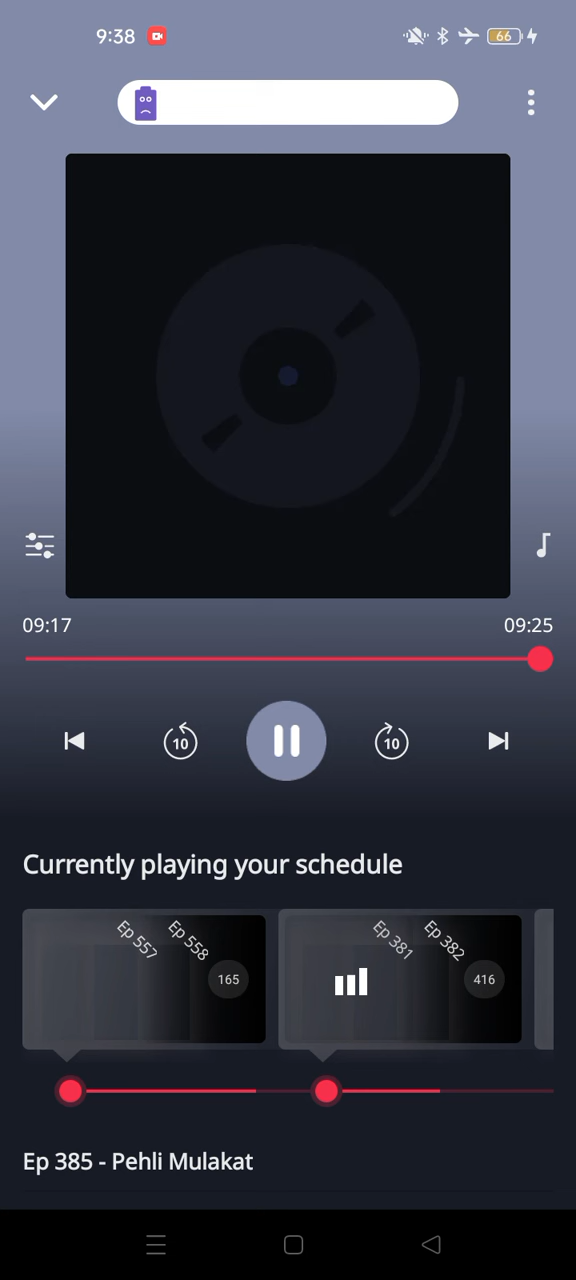 9:38
66
09:17
09:25
10
10
Currently playing your schedule
Ep 557
Ep 558
165
Ep 381
Ep 382
416
Ep 385 - Pehli Mulakat